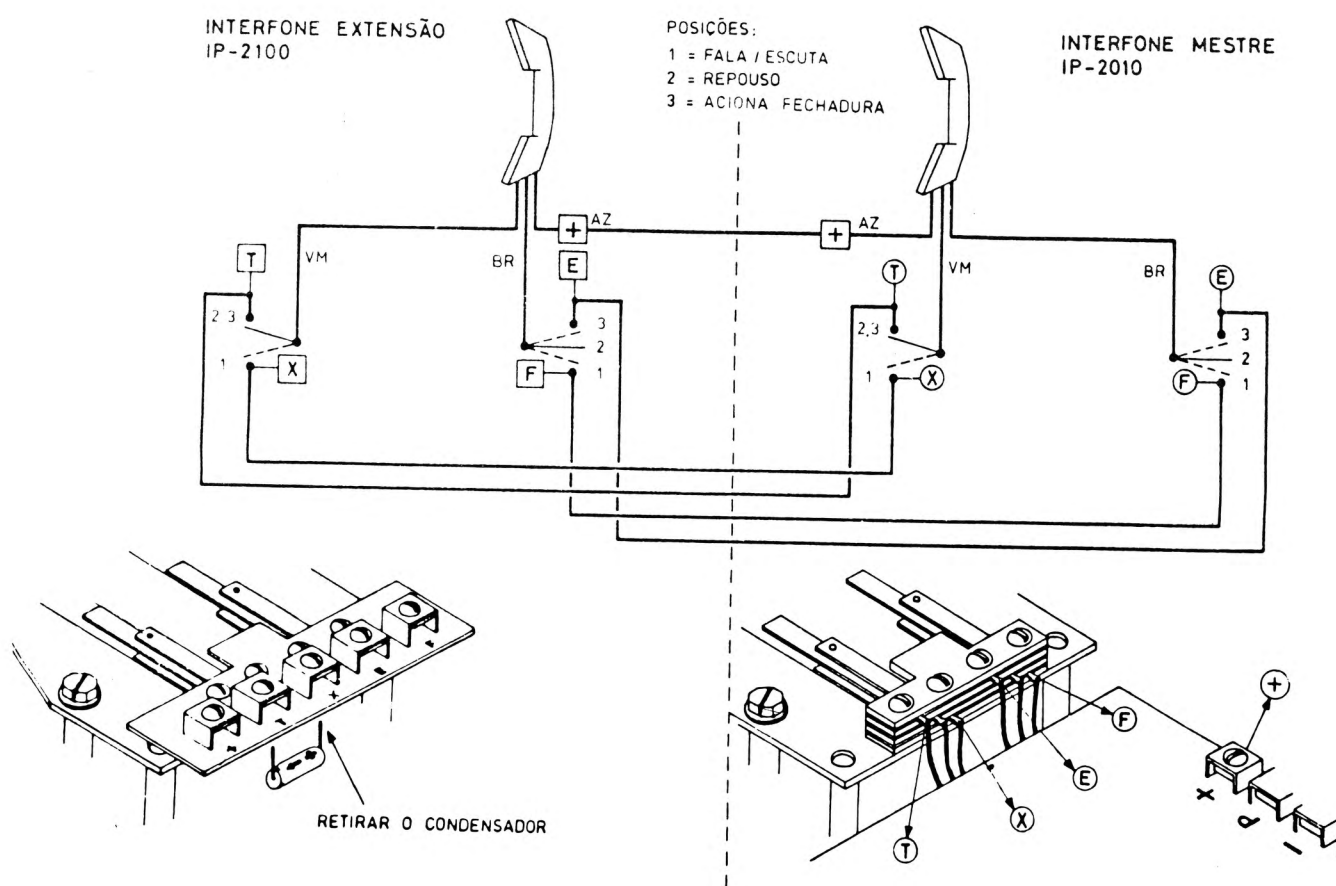 INTERFONE EXTENSÃO
IP-2100
POSIÇÕES:
1 = FALA / ESCUTA
2 = REPOUSO
3 = ACIONA FECHADURA
INTERFONE MESTRE
IP-2010
+ AZ
+ AZ
T
VM
BR
E
T
VM
BR
E
2,3
1
X
3
2
1
F
2,3
1
X
3
2
1
F
RETIRAR O CONDENSADOR
T
X
E
F
+